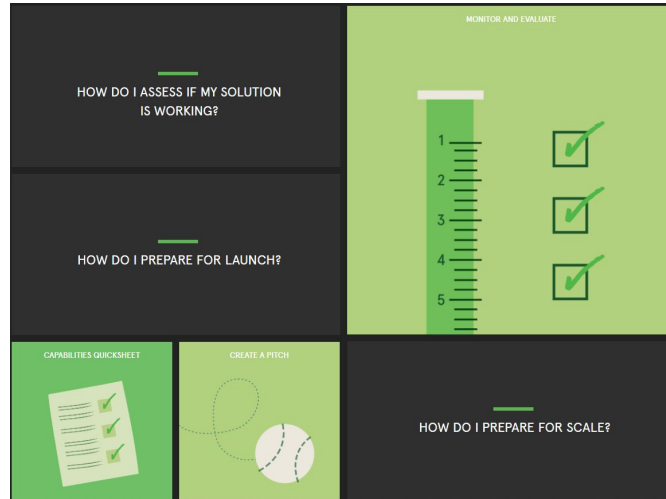 HOW DO I ASSESS IF MY SOLUTION
IS WORKING?
MONITOR AND EVALUATE
1
2
3
4
5
HOW DO I PREPARE FOR LAUNCH?
CAPABILITIES QUICKSHEET
CREATE A PITCH
HOW DO I PREPARE FOR SCALE?